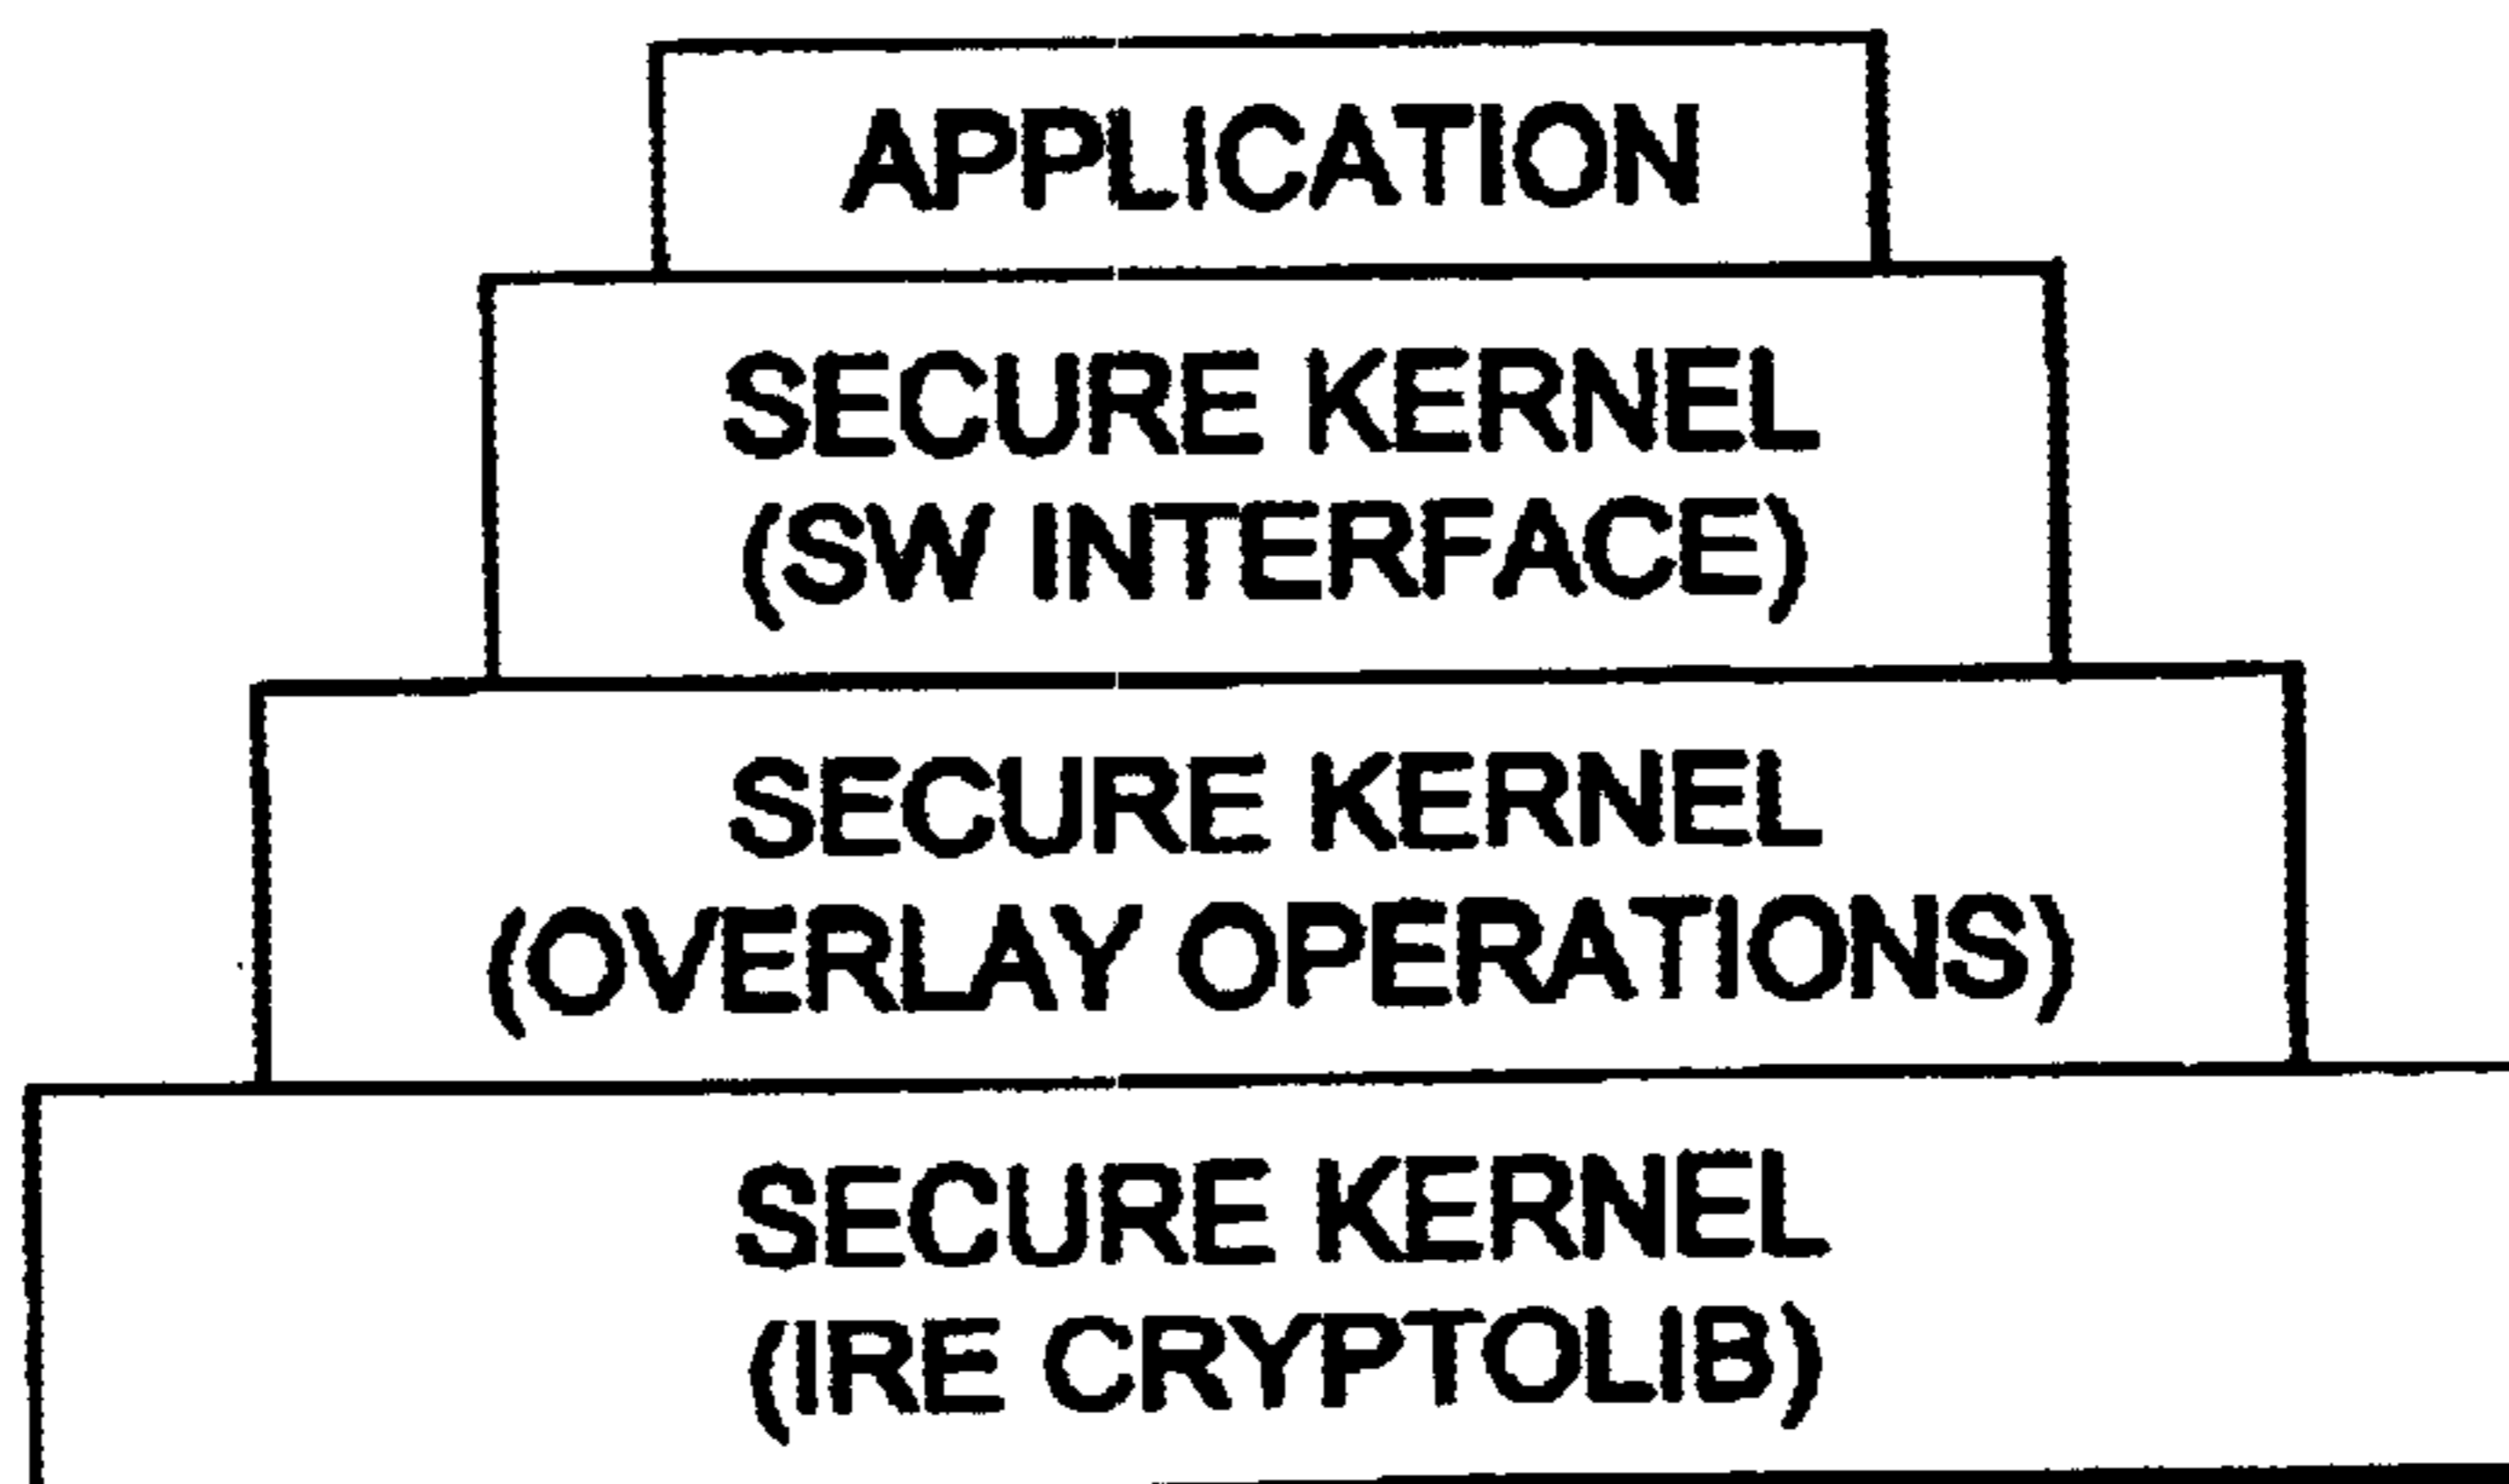 APPLICATION
SECURE KERNEL
(SW INTERFACE)
SECURE KERNEL
(OVERLAY OPERATIONS)
SECURE KERNEL
(IRE CRYPTOLIB)